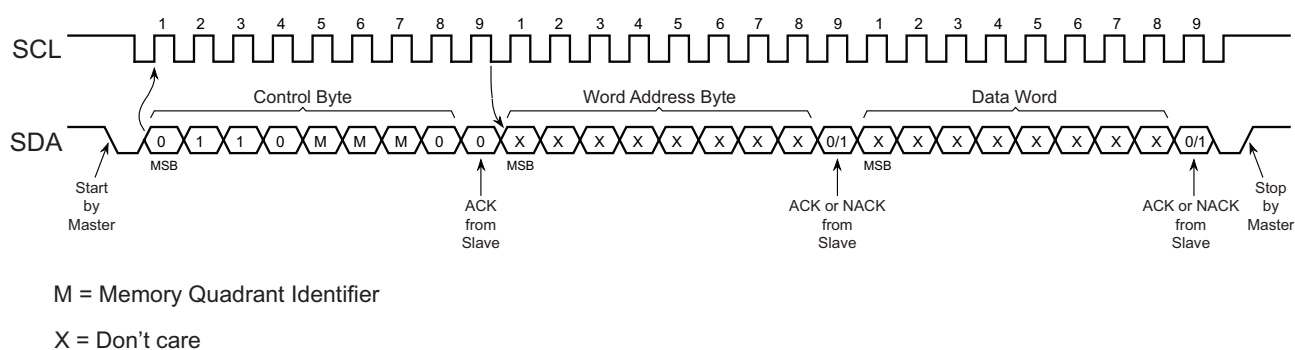 1 2 3 4 5 6 7 8 9 1 2 3 4 5 6 7 8 9 1 2 3 4 5 6 7 8 9
SCL
Control Byte Word Address Byte Data Word
SDA 0 1 1 0 M M M 0 0 X X X X X X X X 0/1 X X X X X X X X 0/1
MSB MSB MSB
Start
by
Master
ACK
from
Slave
ACK or NACK
from
Slave
ACK or NACK
from
Slave
Stop
by
Master
M = Memory Quadrant Identifier
X = Don't care